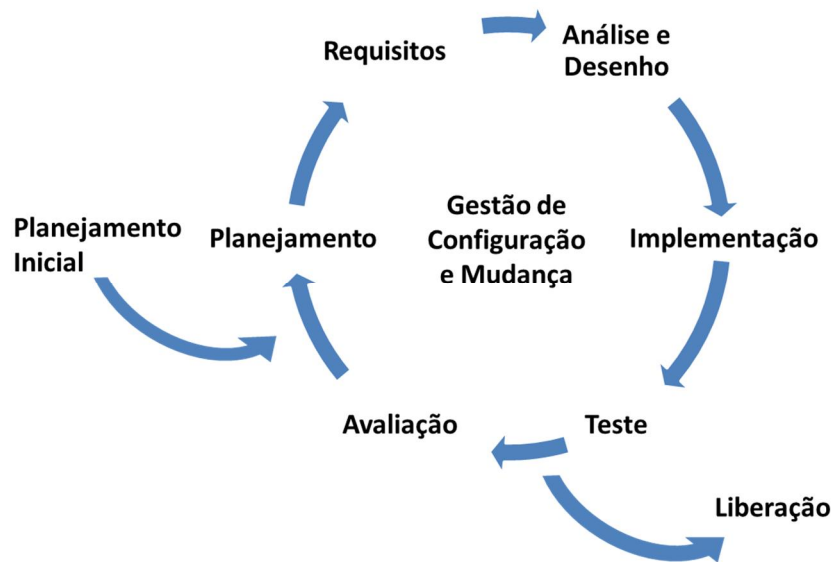 Requisitos
Análise e
Desenho
Planejamento
Inicial
Planejamento
Gestão de
Configuração
e Mudança
Implementação
Avaliação
Teste
Liberação